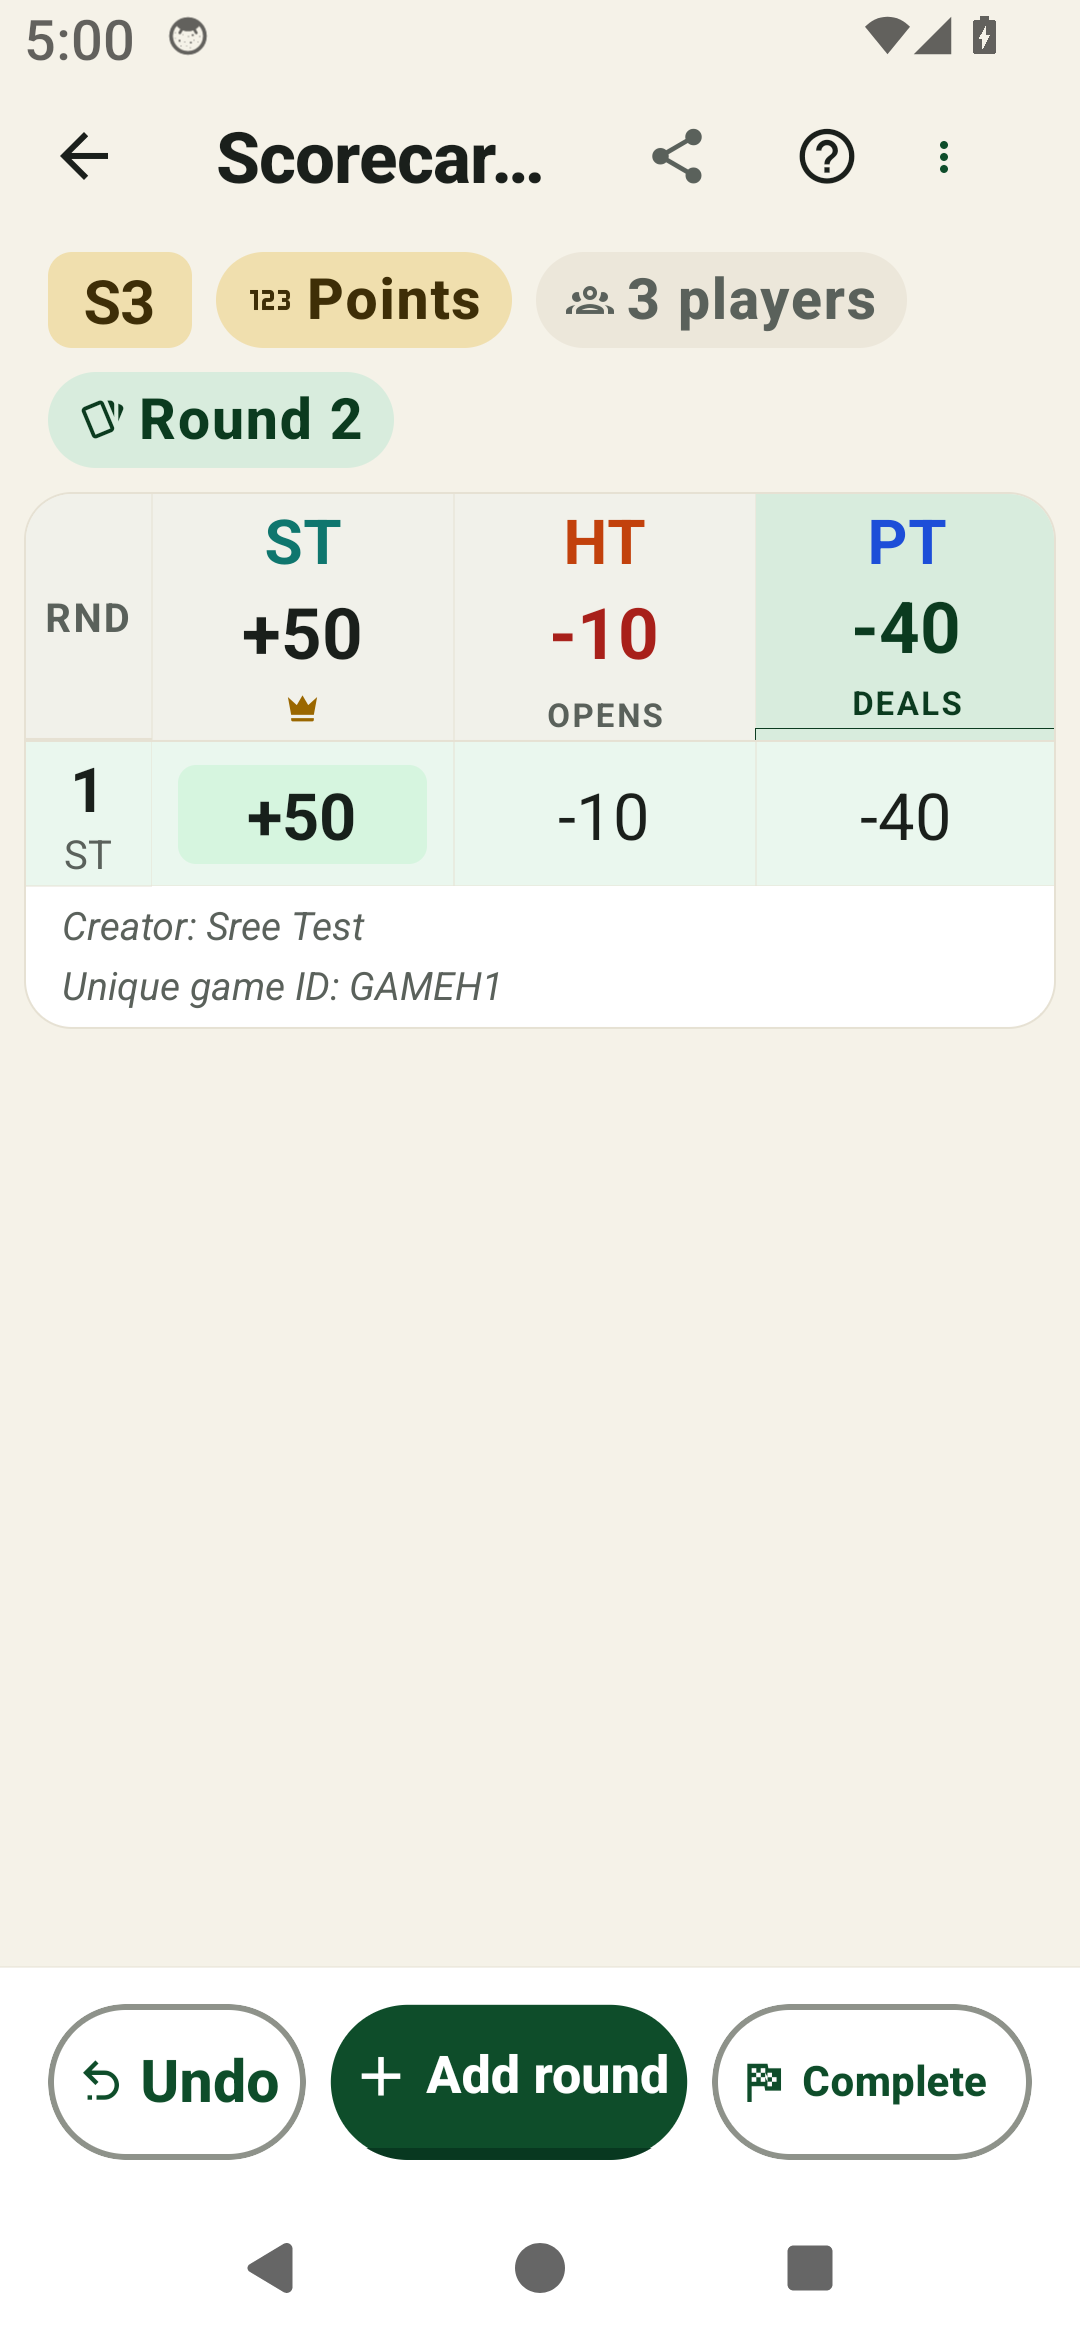 5:00
Scorecar...
S3 123 Points 3 players
Round 2
RND ST HT PT
+50 -10 -40
OPENS DEALS
1 +50 -10 -40
ST
Creator: Sree Test
Unique game ID: GAMEH1
Undo + Add round Complete